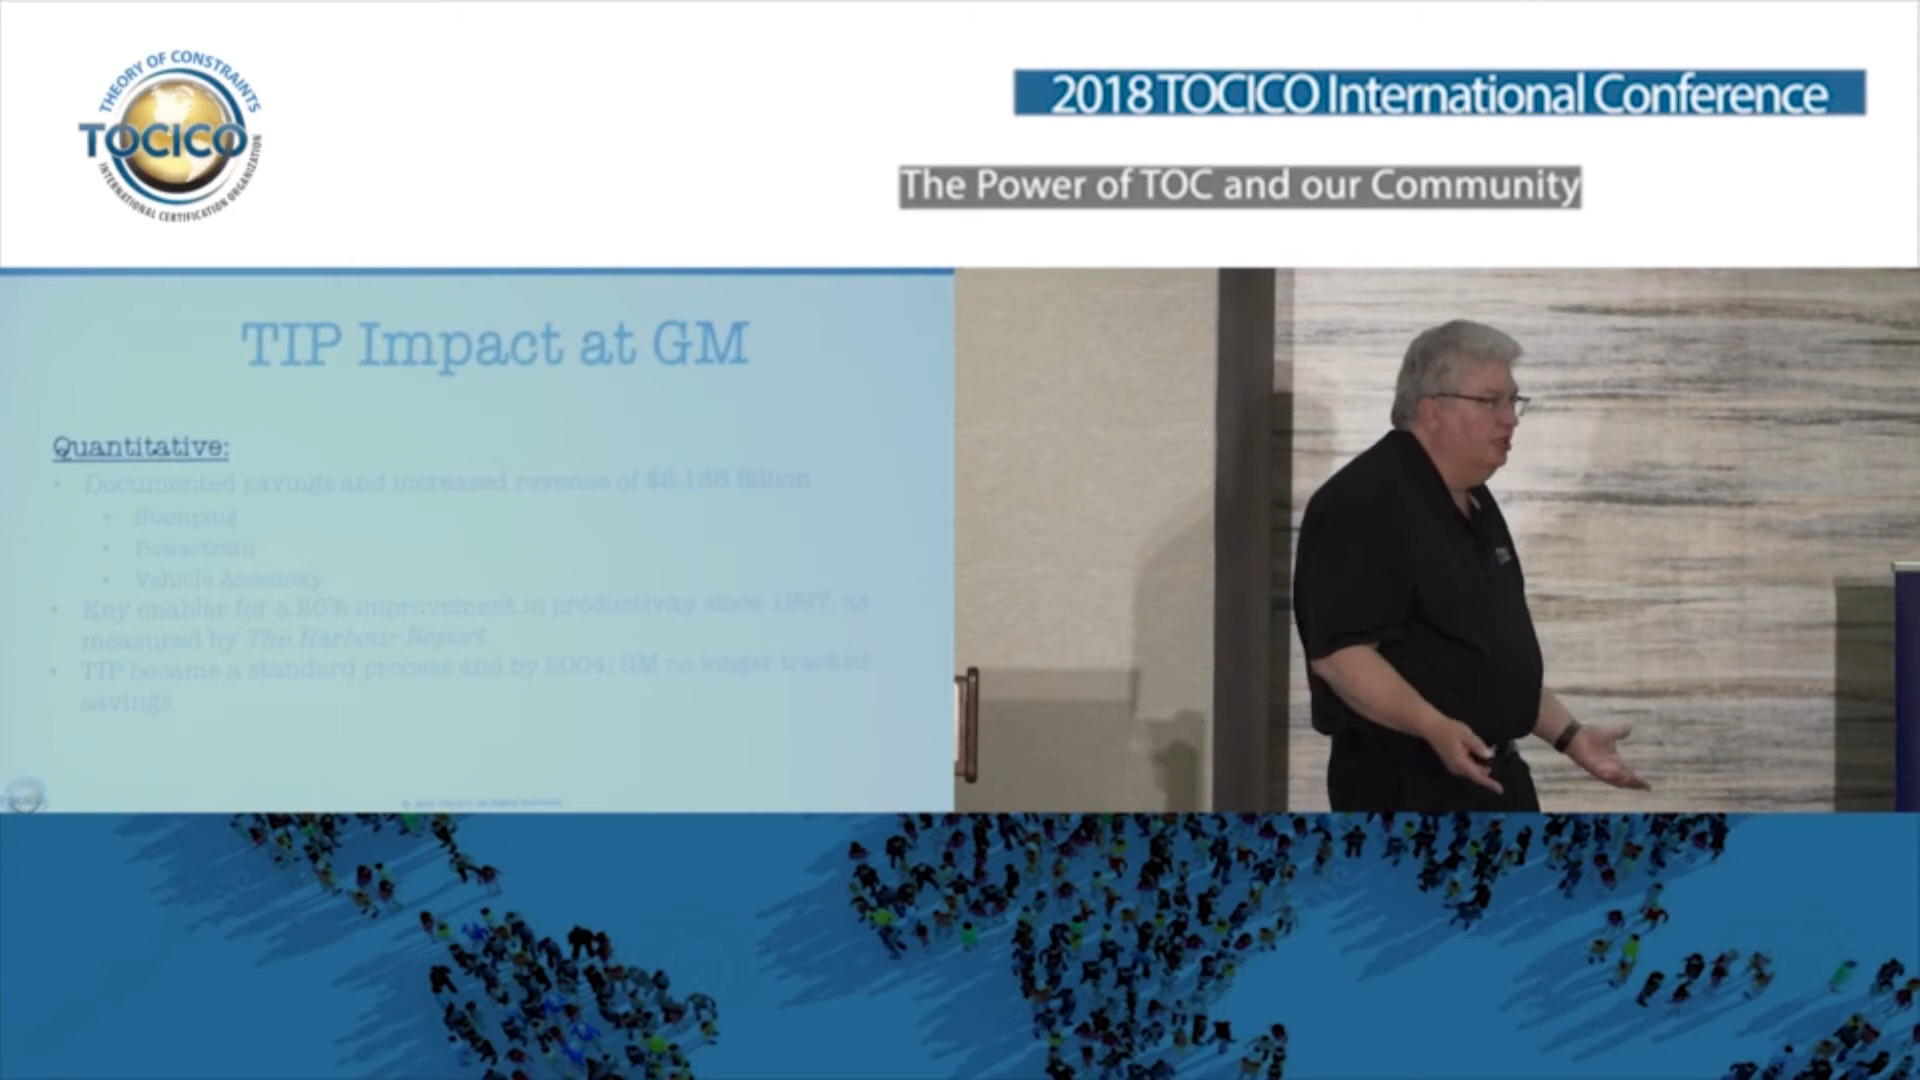 THEORY OF CONSTRAINTS
TOCICO
INTERNATIONAL CERTIFICATION ORGANIZATION
2018 TOCICO International Conference
The Power of TOC and our Community
TIP Impact at GM
Quantitative:
• Documented savings and increased revenue of Billion
• Stamping
• Powertrain
• Vehicle Assembly
• Key enabler for a improvement in productivity since 1997, as
measured by The Harbour Report
• TIP became a standard process and by 2004; GM no longer tracked
savings